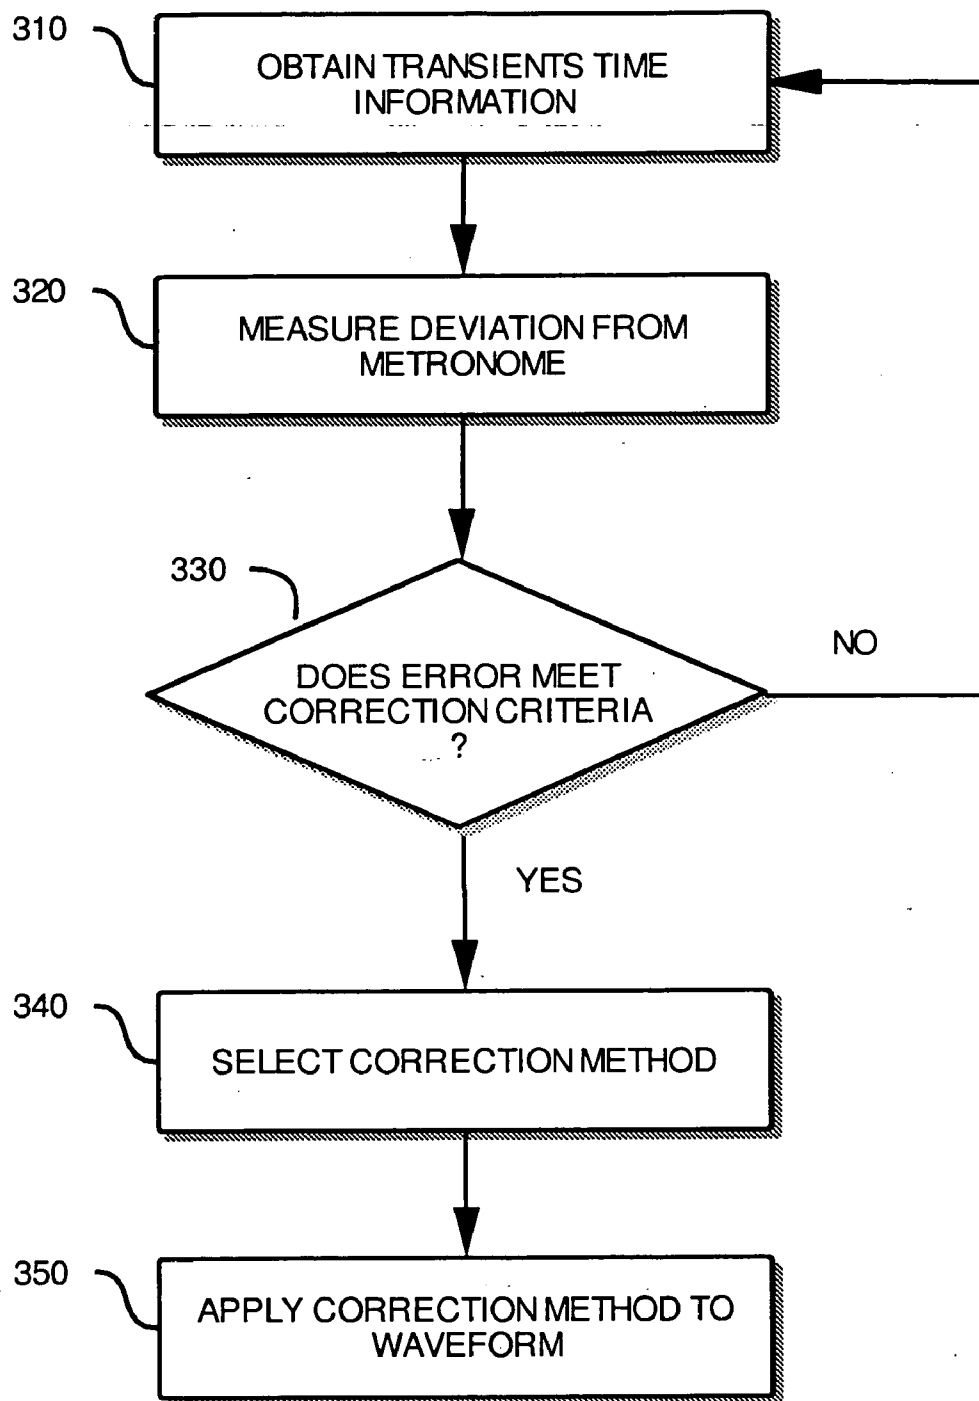 310
OBTAIN TRANSIENTS TIME
INFORMATION
320
MEASURE DEVIATION FROM
METRONOME
330
DOES ERROR MEET
CORRECTION CRITERIA
?
NO
YES
340
SELECT CORRECTION METHOD
350
APPLY CORRECTION METHOD TO
WAVEFORM